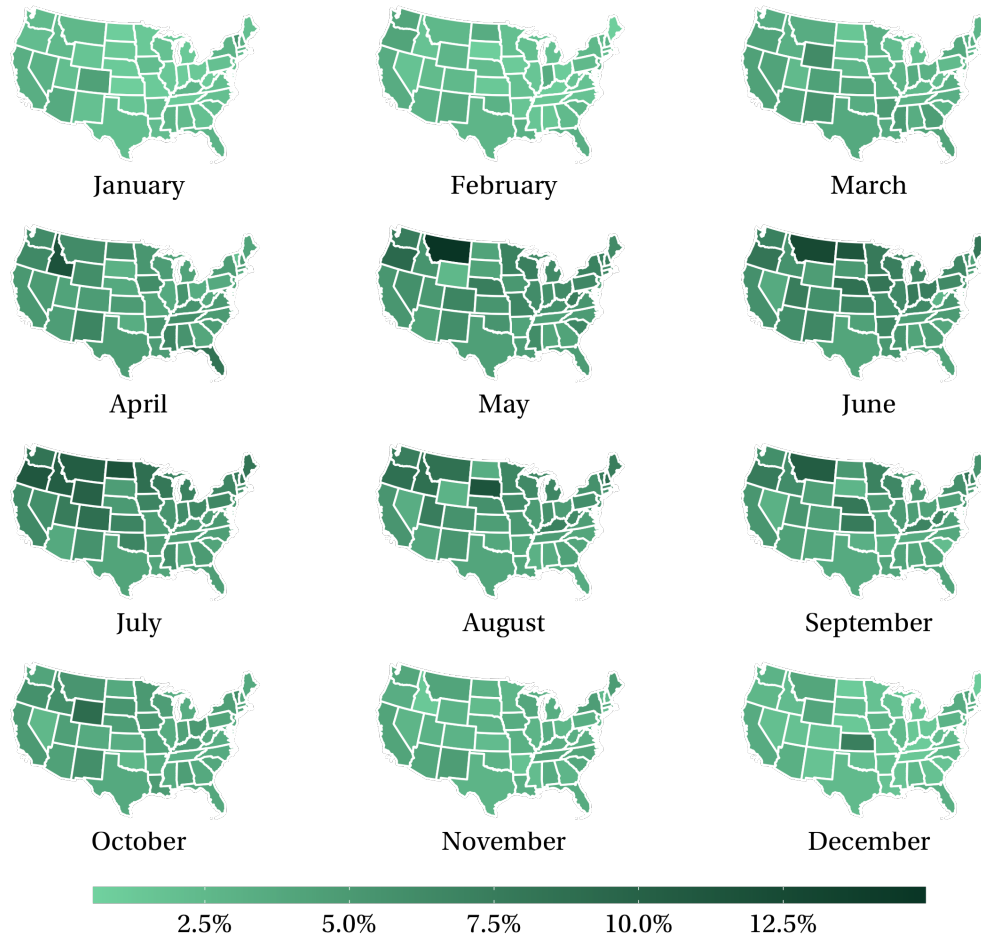 January
February
March
April
May
June
July
August
September
October
November
December
2.5%
5.0%
7.5%
10.0%
12.5%